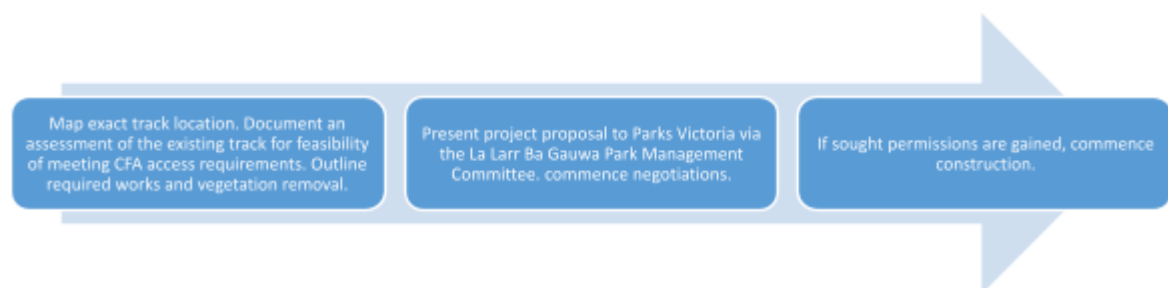 Map exact track location. Document an
assessment of the existing track for feasibility
of meeting CFA access requirements. Outline
required works and vegetation removal.
Present project proposal to Parks Victoria via
the La Larr Ba Gauwa Park Management
Committee. commence negotiations.
If sought permissions are gained, commence
construction.